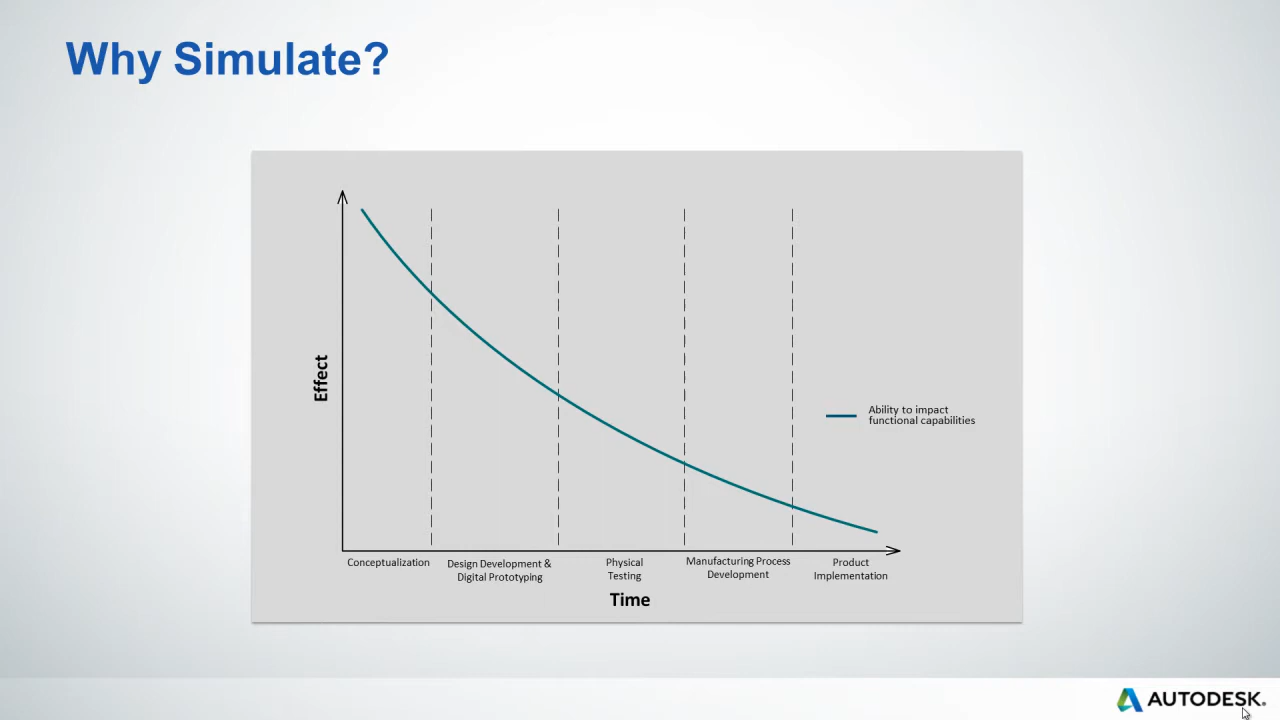 Why Simulate?
Effect
Ability to impact
functional capabilities
Conceptualization
Design Development &
Digital Prototyping
Physical
Testing
Manufacturing Process
Development
Product
Implementation
Time
AUTODESK.